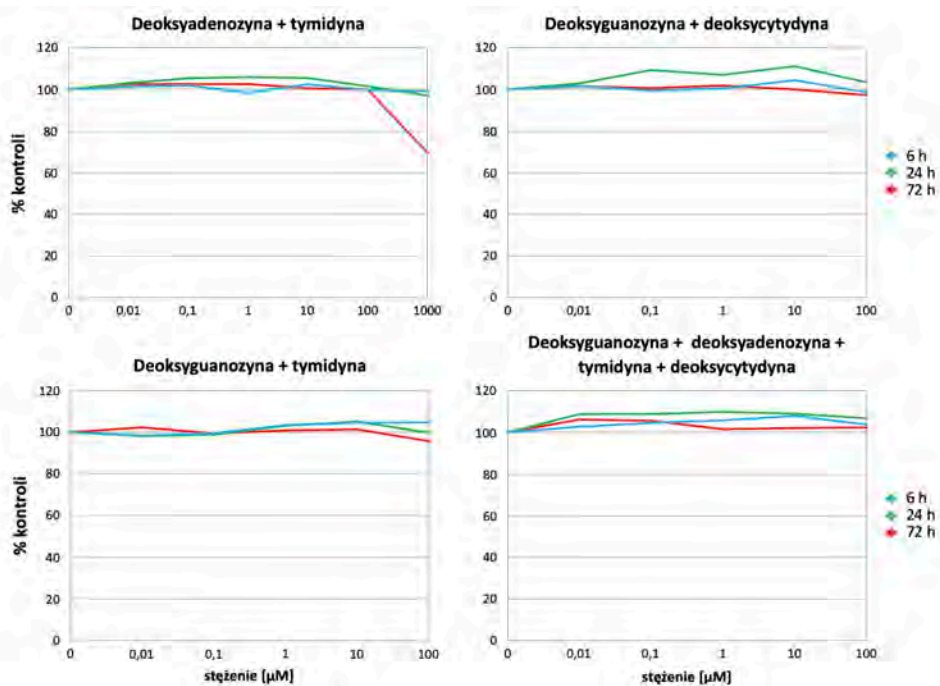 Deoksyadenozyna + tymidyna
120
100
80
60
40
20
0
% kontroli
0 0,01 0,1 1 10 100 1000
Deoksyguanozyna + deoksycytydyna
120
100
80
60
40
20
0
0 0,01 0,1 1 10 100
6 h
24 h
72 h
Deoksyguanozyna + tymidyna
120
100
80
60
40
20
0
% kontroli
0 0,01 0,1 1 10 100
stężenie [µM]
Deoksyguanozyna + deoksyadenozyna +
tymidyna + deoksycytydyna
120
100
80
60
40
20
0
0 0,01 0,1 1 10 100
stężenie [µM]
6 h
24 h
72 h